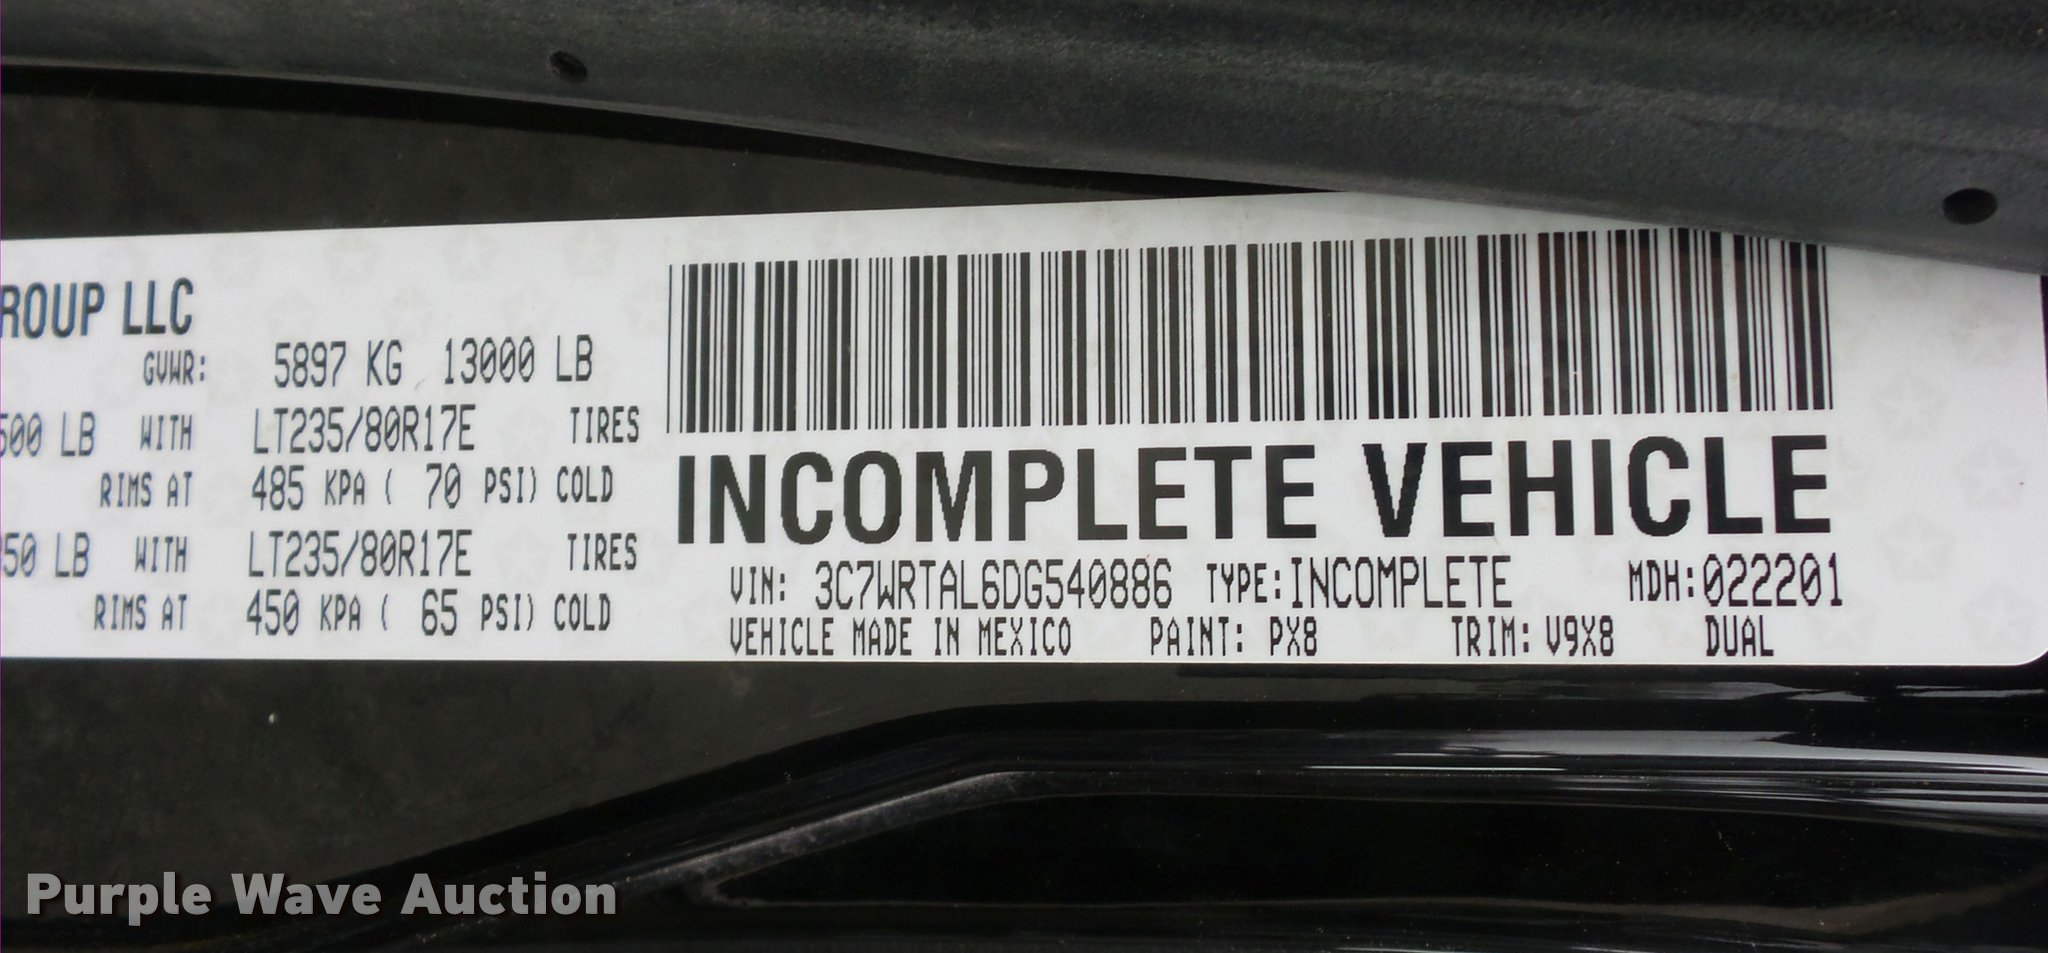 ROUP LLC
GVWR: 5897 KG 13000 LB
500 LB WITH LT235/80R17E TIRES
RIMS AT 485 KPA ( 70 PSI) COLD
50 LB WITH LT235/80R17E TIRES
RIMS AT 450 KPA ( 65 PSI) COLD
INCOMPLETE VEHICLE
VIN: 3C7WRTAL6DG540886 TYPE:INCOMPLETE MDH:022201
VEHICLE MADE IN MEXICO PAINT: PX8 TRIM: V9X8 DUAL
Purple Wave Auction